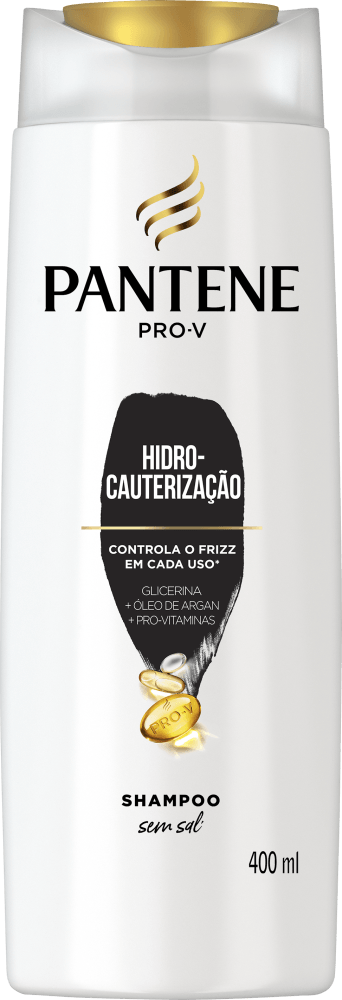 PANTENE
PRO-V
HIDRO-
CAUTERIZAÇÃO
CONTROLA O FRIZZ
EM CADA USO*
GLICERINA
+ ÓLEO DE ARGAN
+ PRO-VITAMINAS
PRO-V
SHAMPOO
sem sal
400 ml